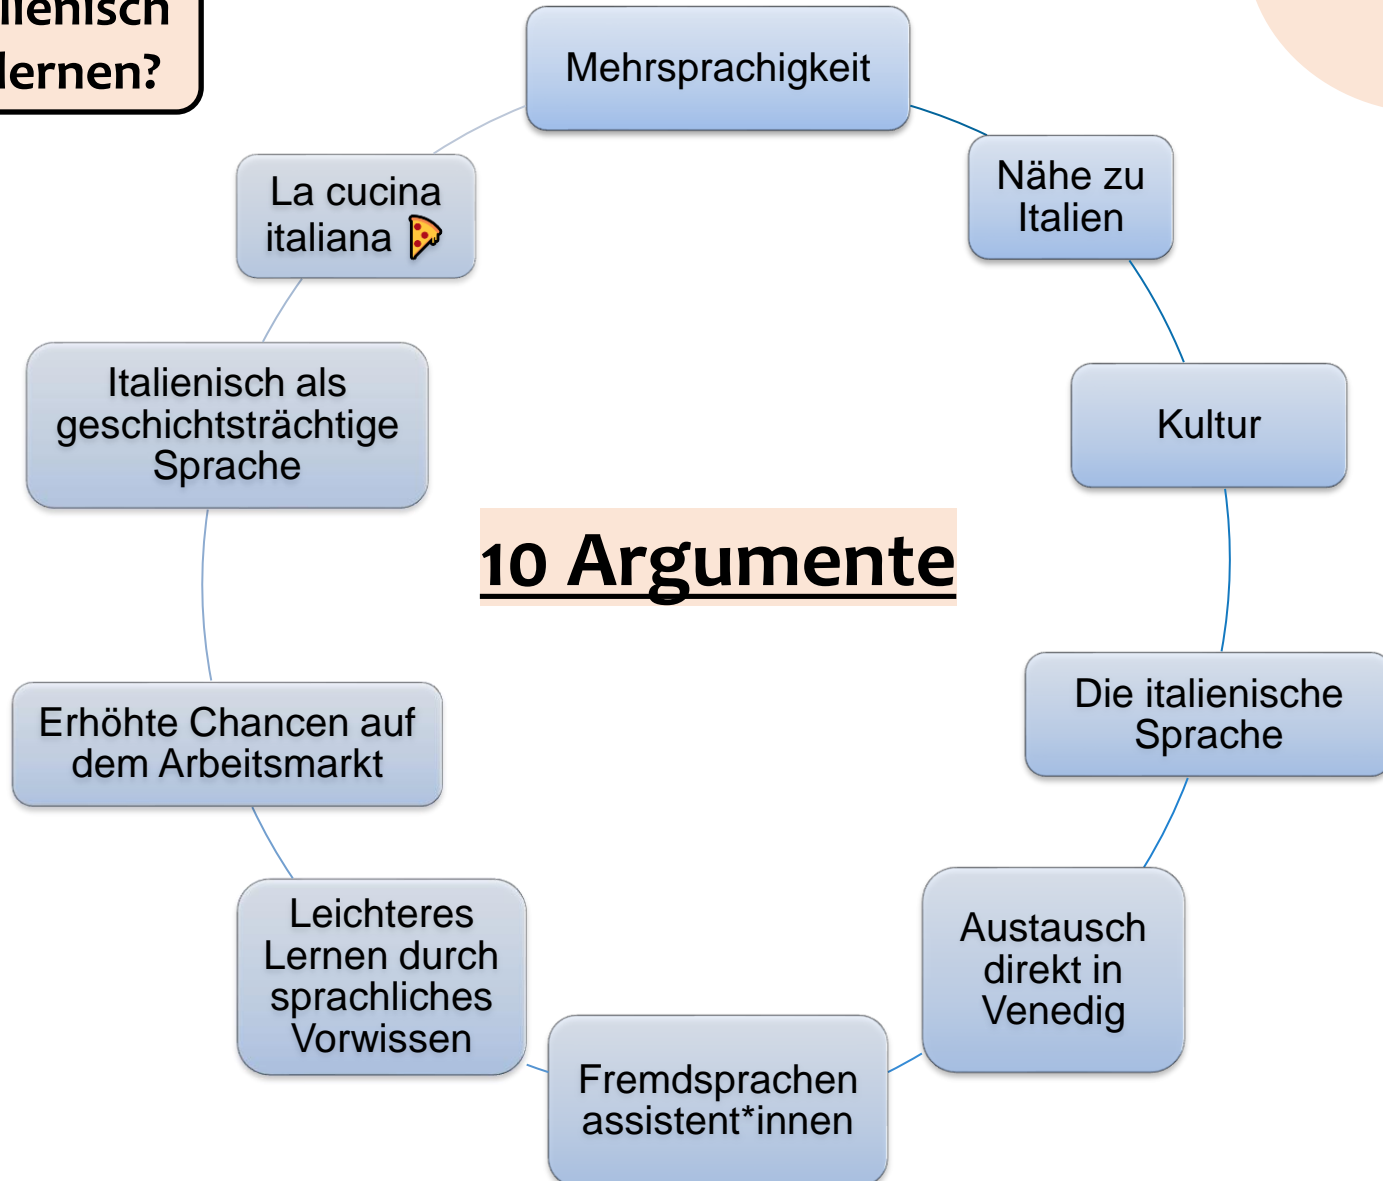 lernen?
Mehrsprachigkeit
Nähe zu
Italien
Kultur
Die italienische
Sprache
Austausch
direkt in
Venedig
Fremdsprachen
assistent*innen
Leichteres
Lernen durch
sprachliches
Vorwissen
Erhöhte Chancen auf
dem Arbeitsmarkt
Italienisch als
geschichtsträchtige
Sprache
La cucina
italiana
10 Argumente